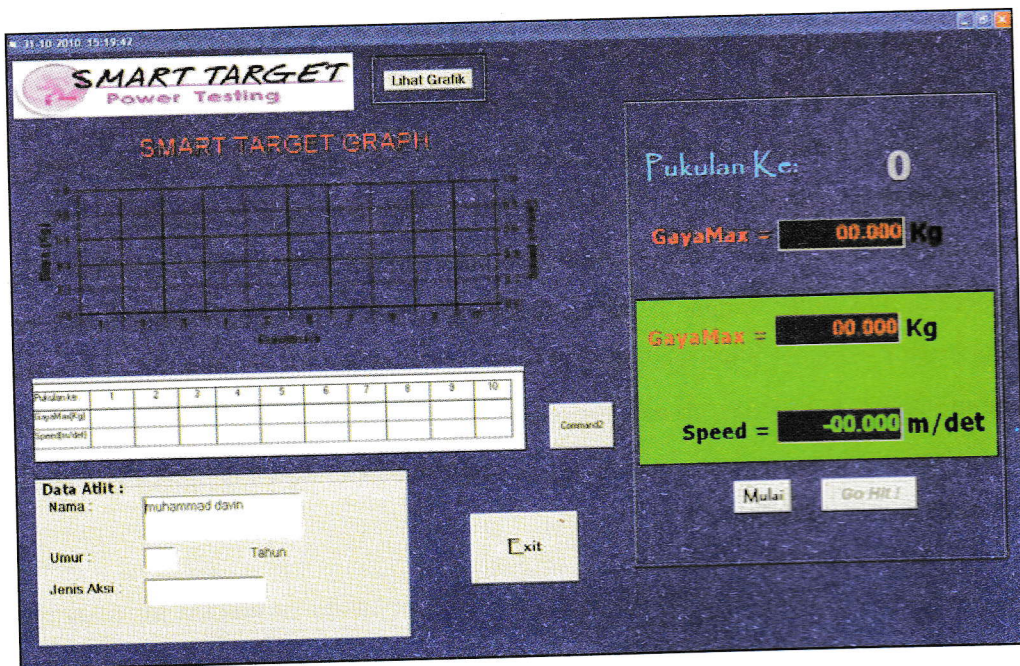 31-10-2010 15:19:42
SMART TARGET
Power Testing
Lihat Grafik
SMART TARGET GRAPH
Pukulan Ke: 0
GayaMax = 00.000 Kg
GayaMax = 00.000 Kg
Speed = -00.000 m/det
Mulai
Go Hit !
Pukulan ke: 1 2 3 4 5 6 7 8 9 10
GayaMax(Kg)
Speed(m/det)
Command2
Data Atlit :
Nama : muhammad davin
Umur : Tahun
Jenis Aksi :
Exit